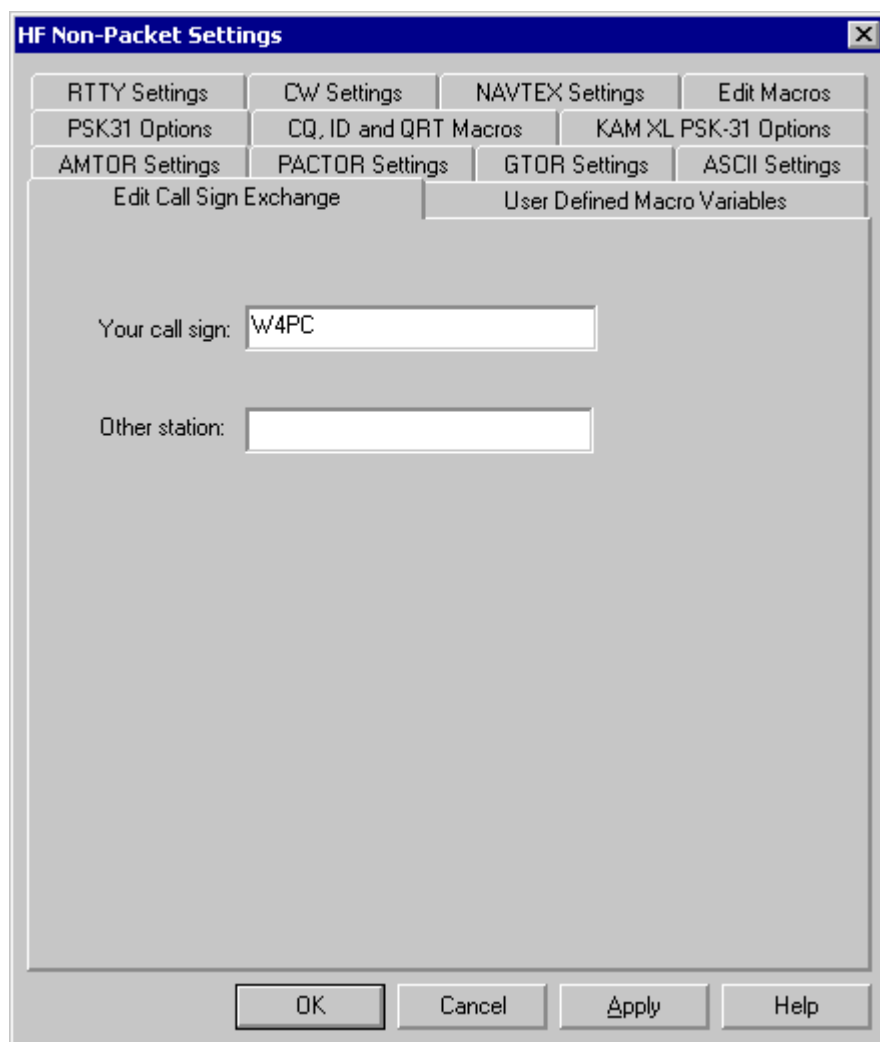 HF Non-Packet Settings
RTTY Settings CW Settings NAVTEX Settings Edit Macros
PSK31 Options CQ, ID and QRT Macros KAM XL PSK-31 Options
AMTOR Settings PACTOR Settings GTOR Settings ASCII Settings
Edit Call Sign Exchange User Defined Macro Variables
Your call sign: W4PC
Other station:
OK Cancel Apply Help